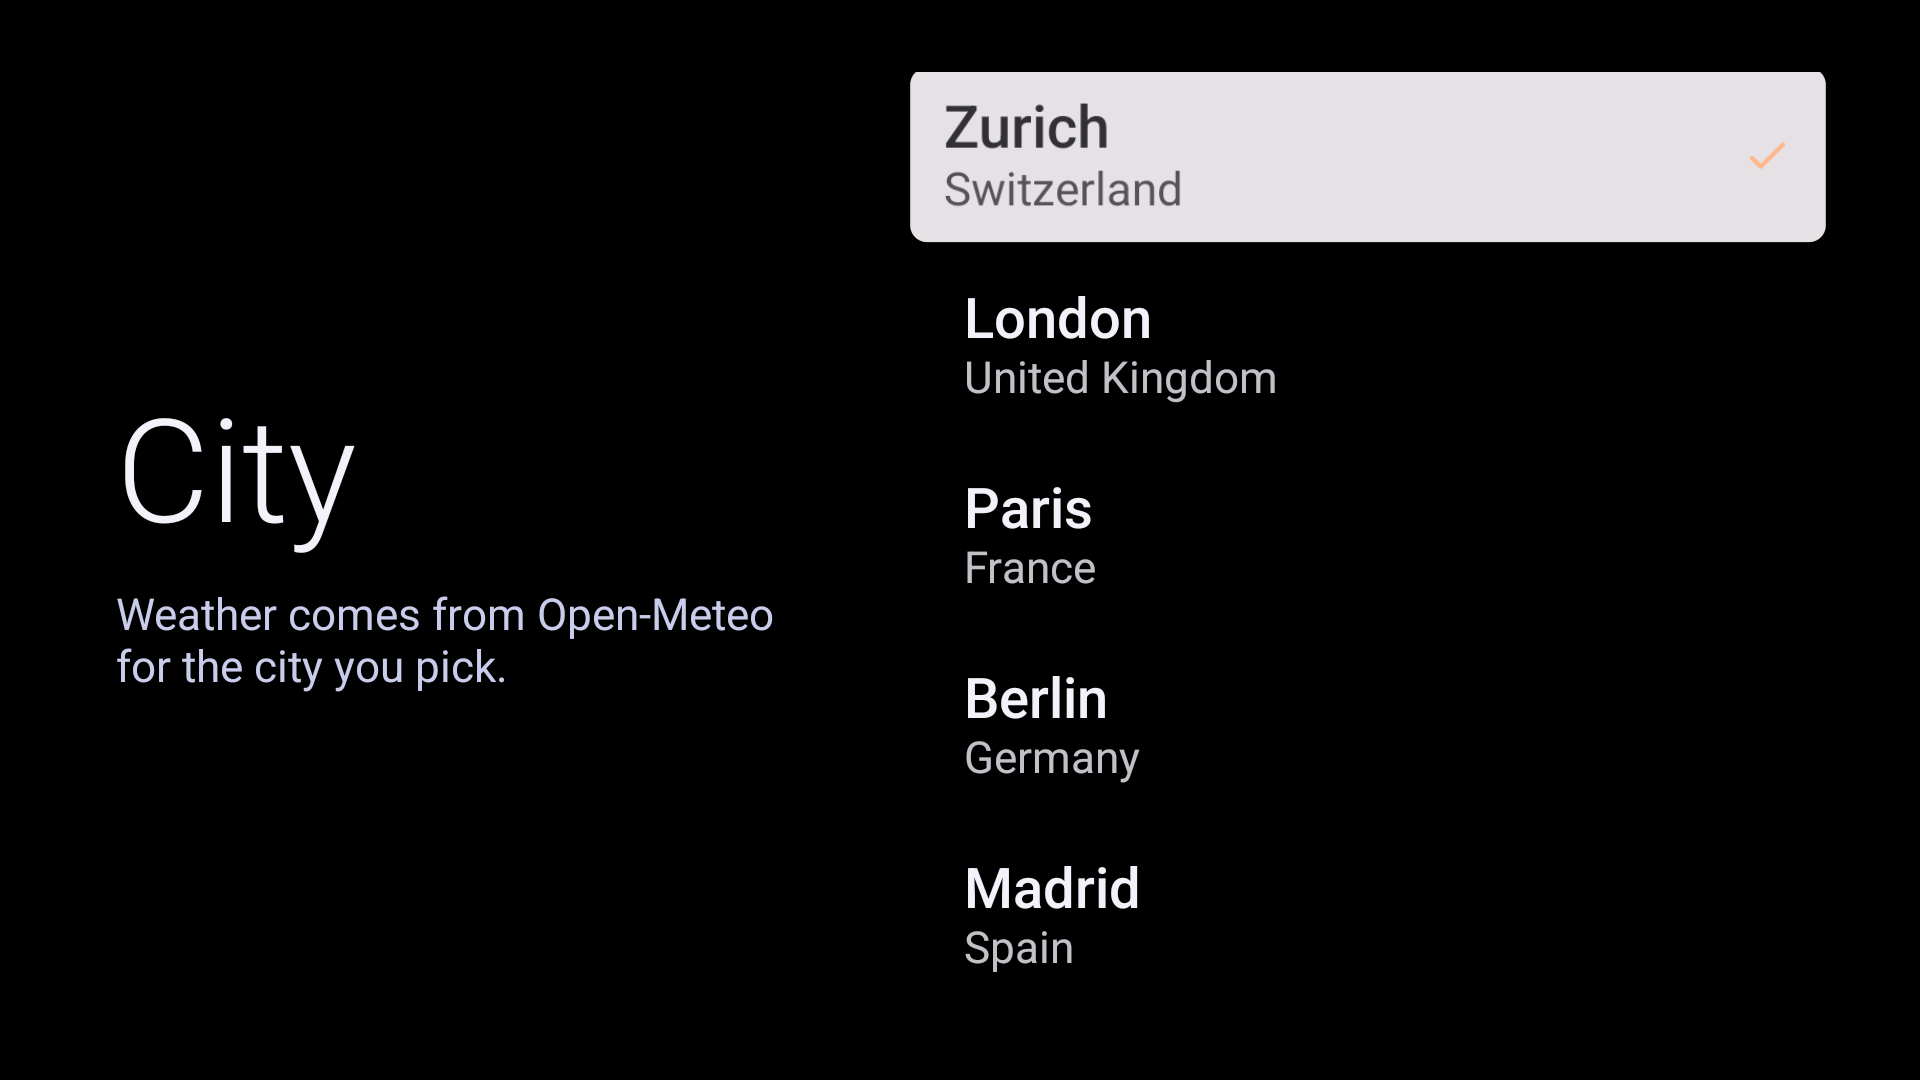 City
Weather comes from Open-Meteo
for the city you pick.
Zurich
Switzerland
London
United Kingdom
Paris
France
Berlin
Germany
Madrid
Spain